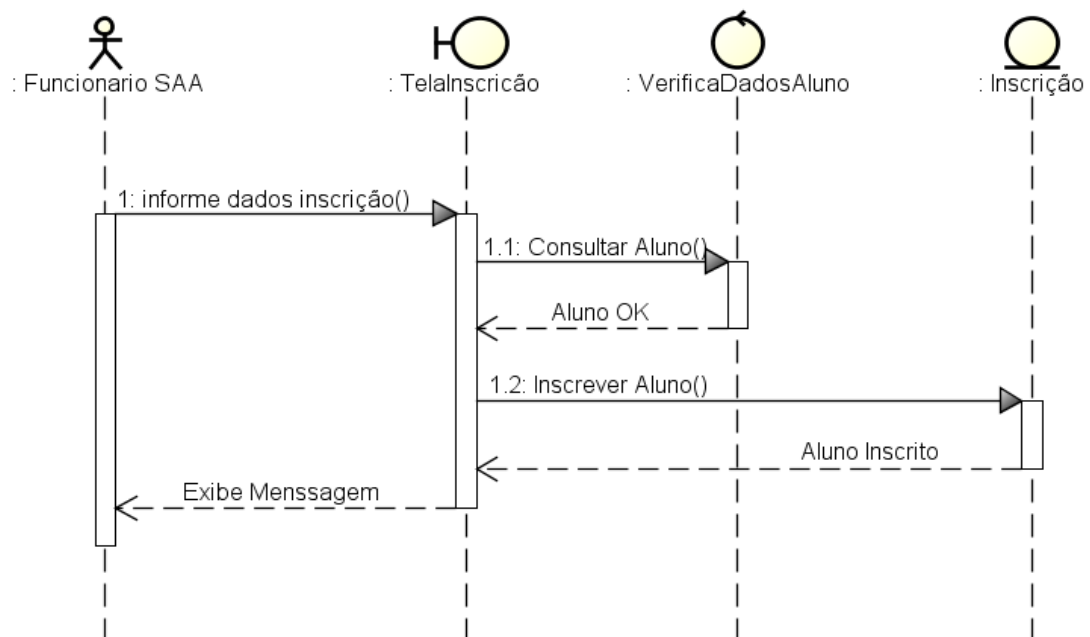 : Funcionario SAA
: TelaInscricão
: VerificaDadosAluno
: Inscrição
1: informe dados inscrição()
1.1: Consultar Aluno()
Aluno OK
1.2: Inscrever Aluno()
Aluno Inscrito
Exibe Menssagem